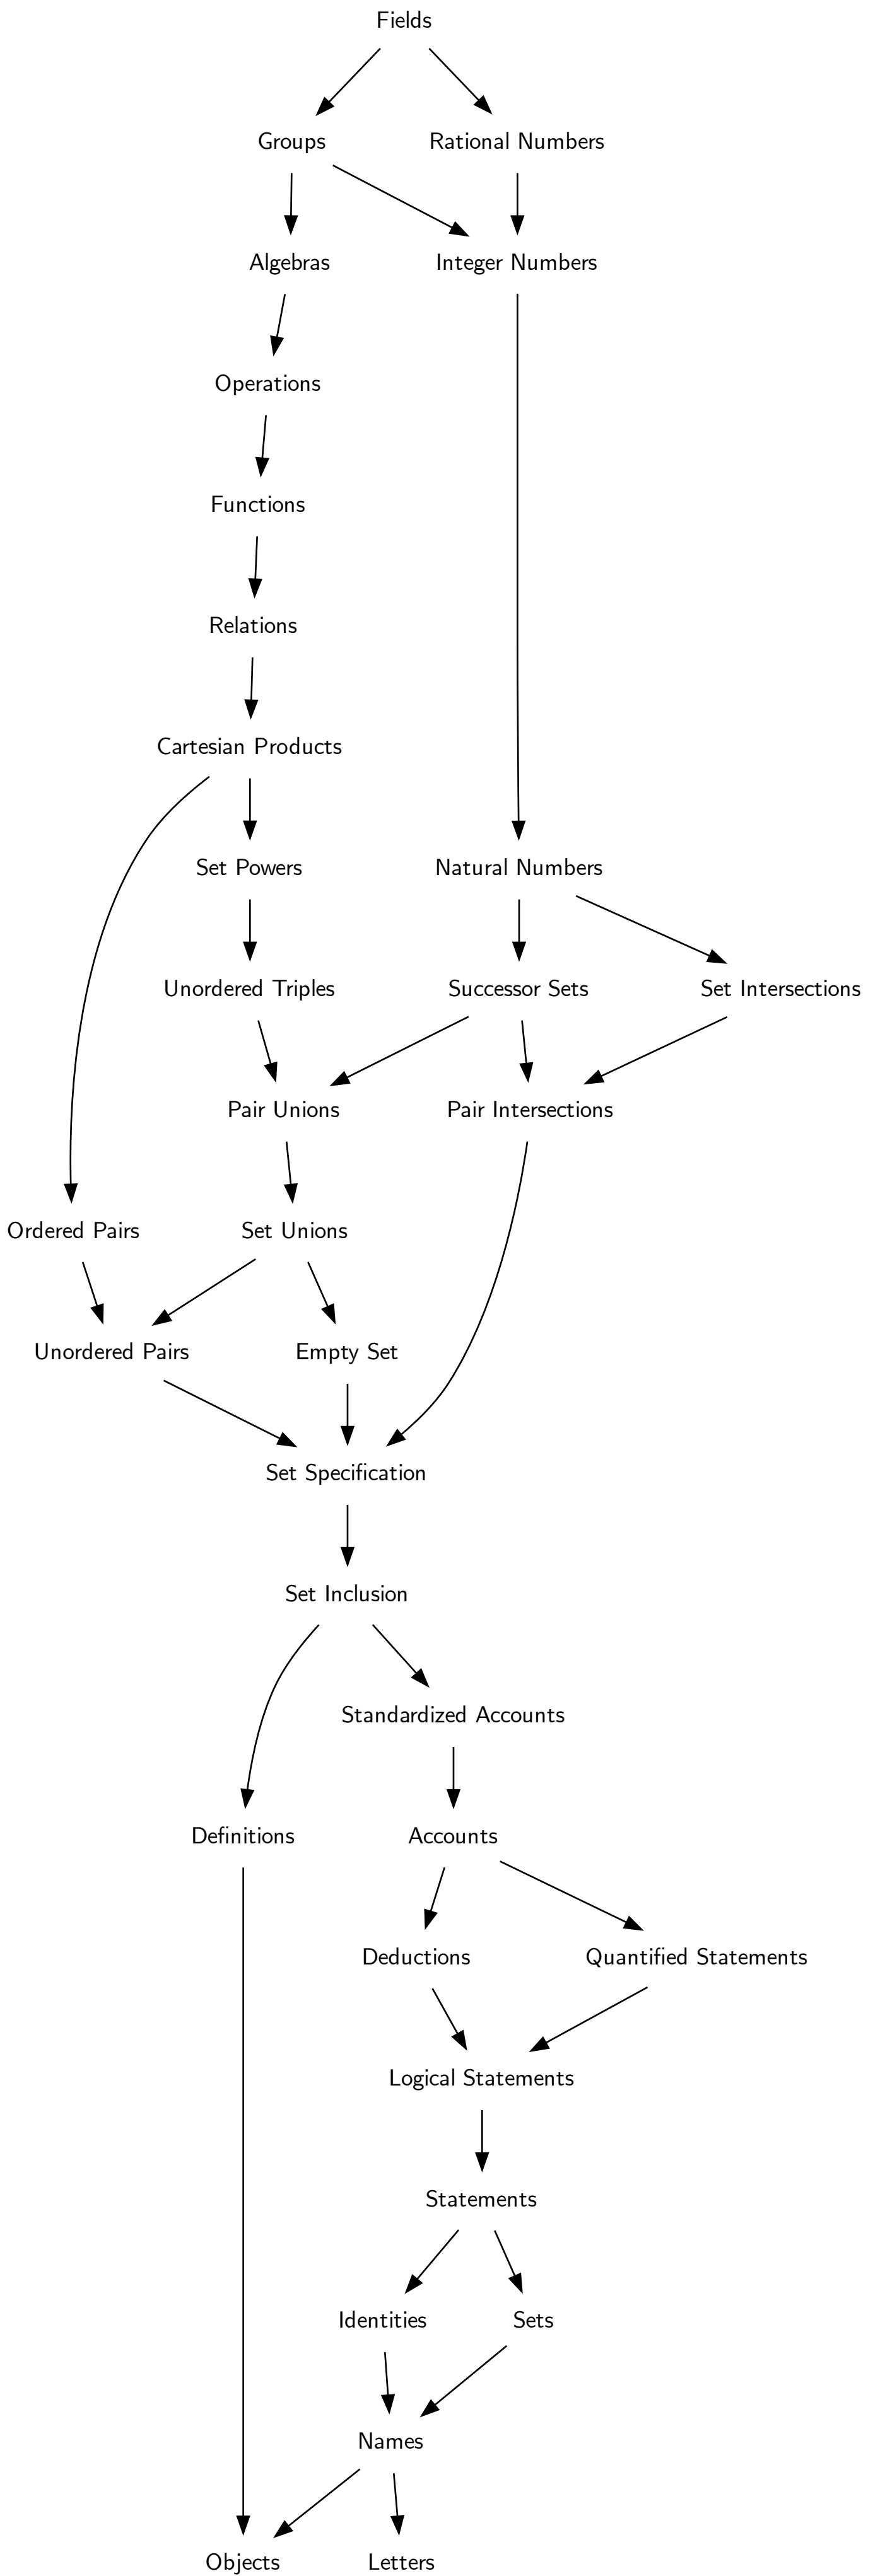 Fields
Groups
Rational Numbers
Algebras
Integer Numbers
Operations
Functions
Relations
Cartesian Products
Set Powers
Natural Numbers
Unordered Triples
Successor Sets
Set Intersections
Pair Unions
Pair Intersections
Ordered Pairs
Set Unions
Unordered Pairs
Empty Set
Set Specification
Set Inclusion
Standardized Accounts
Definitions
Accounts
Deductions
Quantified Statements
Logical Statements
Statements
Identities
Sets
Names
Objects
Letters